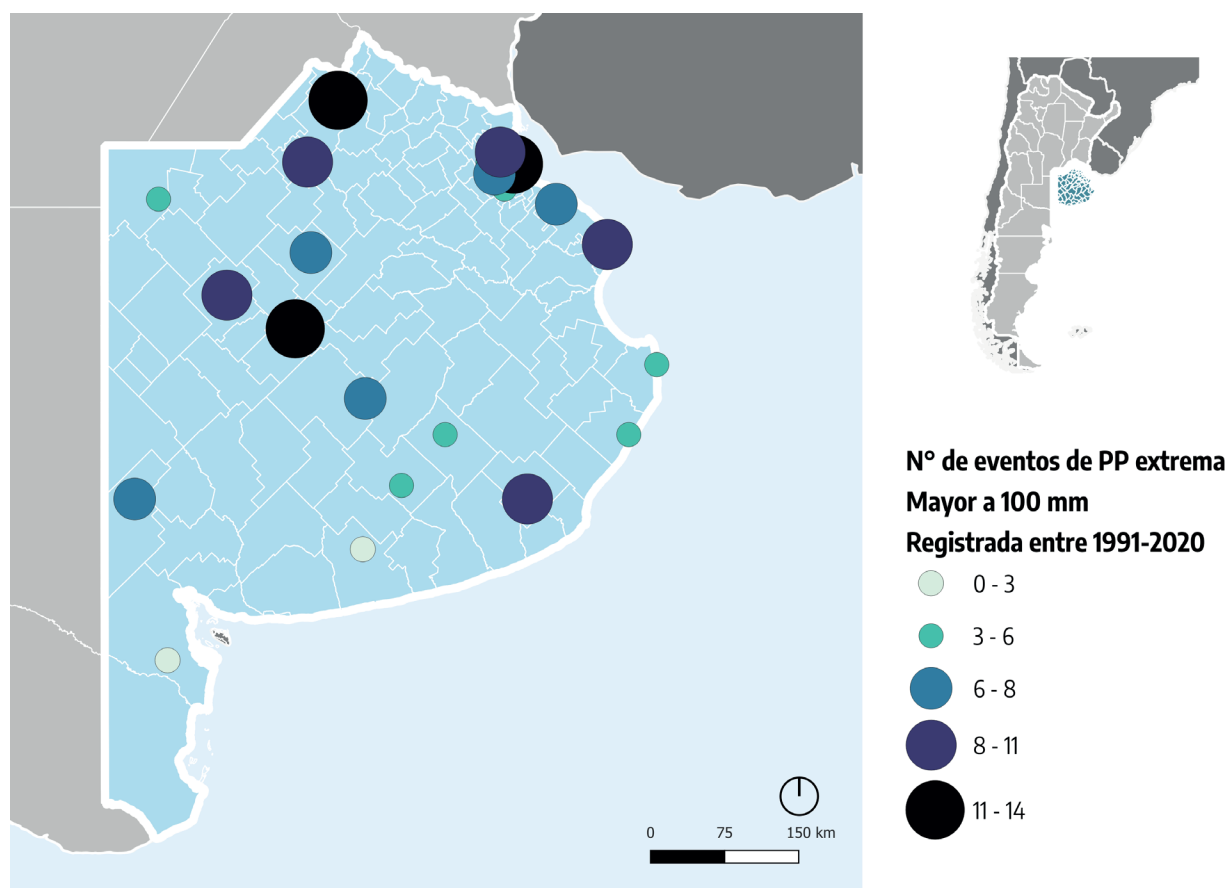 N° de eventos de PP extrema
Mayor a 100 mm
Registrada entre 1991-2020
0 - 3
3 - 6
6 - 8
8 - 11
11 - 14
0 75 150 km